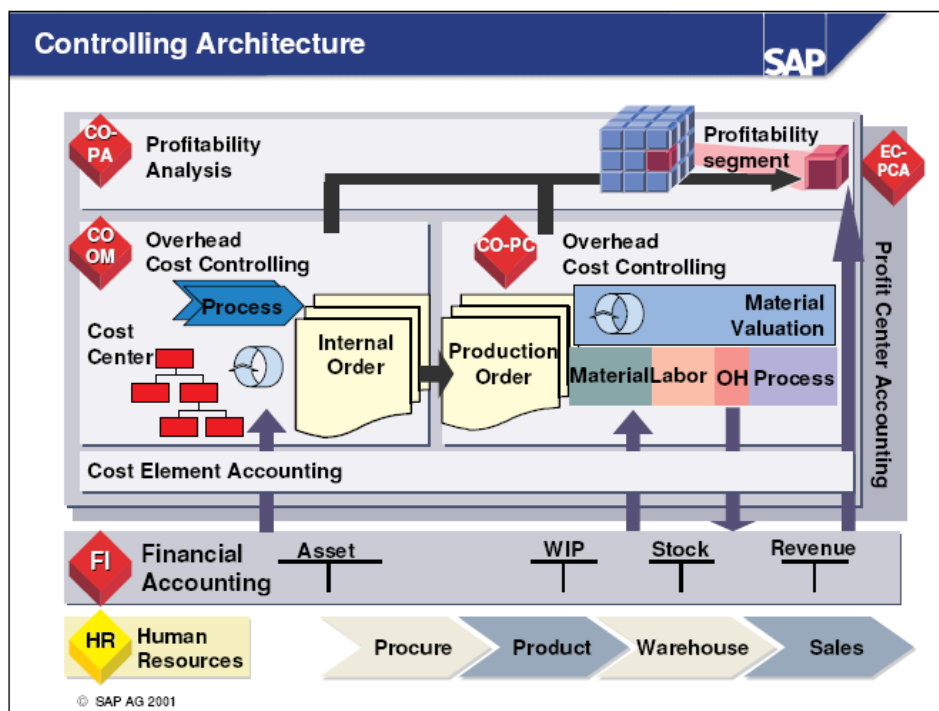 Controlling Architecture
SAP
CO-
PA
Profitability
Analysis
Profitability
segment
EC-
PCA
CO
OM
Overhead
Cost Controlling
CO-PC
Overhead
Cost Controlling
Profit Center Accounting
Process
Cost
Center
Internal
Order
Production
Order
Material
Valuation
Material
Labor
OH
Process
Cost Element Accounting
FI
Financial
Accounting
Asset
WIP
Stock
Revenue
HR
Human
Resources
Procure
Product
Warehouse
Sales
© SAP AG 2001